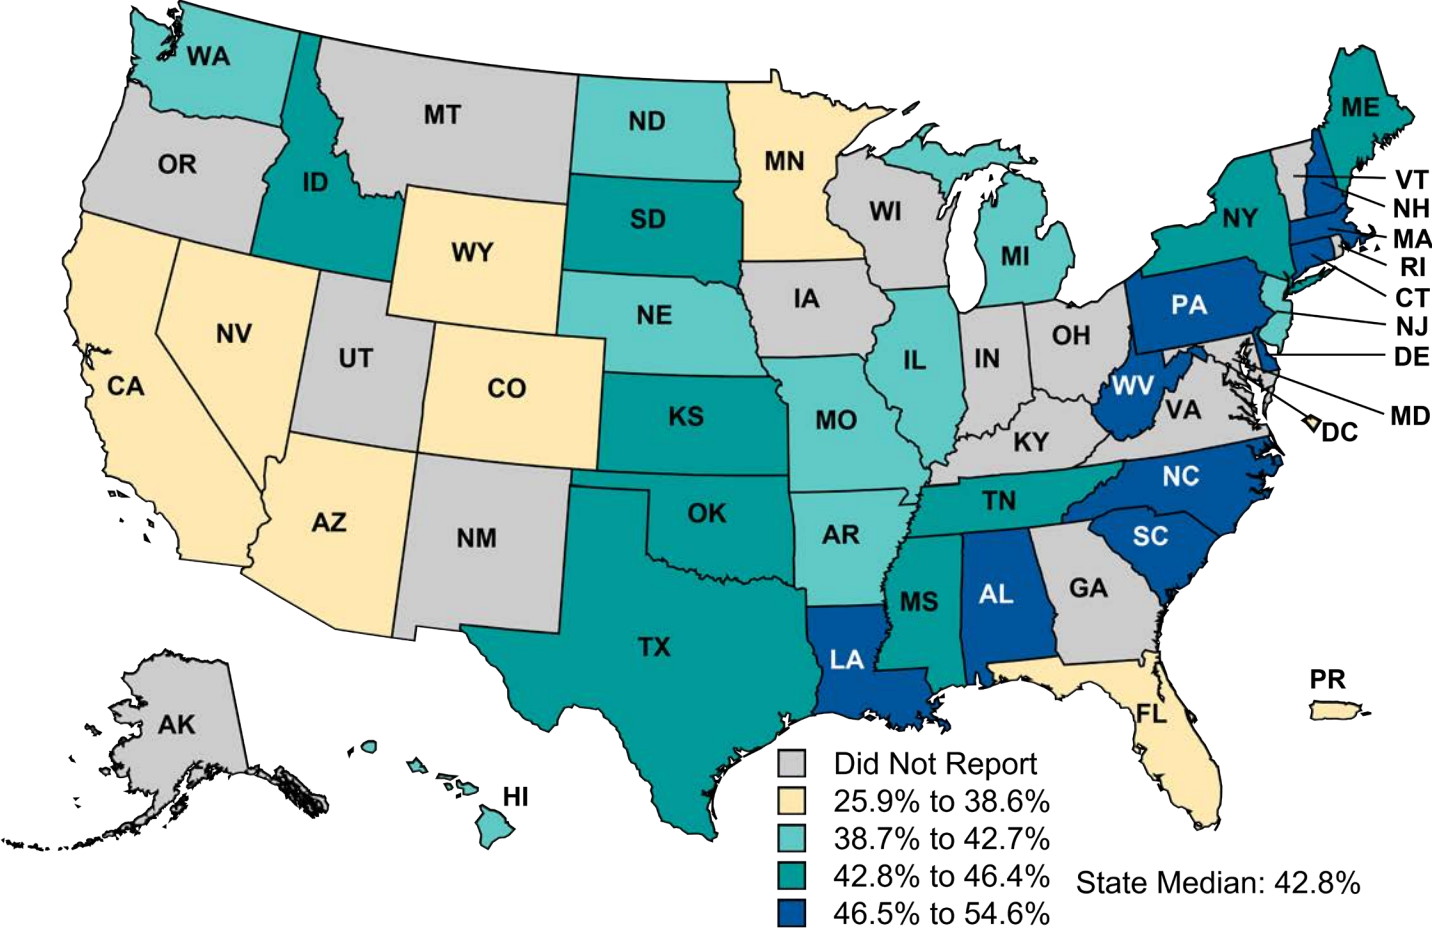 WA
MT
ND
ME
MN
OR
ID
VT
WI
NH
SD
NY
MA
WY
MI
RI
IA
CT
PA
NE
NJ
NV
OH
UT
IN
DE
IL
CA
CO
WV
VA
MD
KS
MO
DC
KY
NC
TN
AZ
OK
NM
AR
SC
GA
AL
MS
TX
LA
PR
FL
AK
HI
Did Not Report
25.9% to 38.6%
38.7% to 42.7%
42.8% to 46.4%
State Median: 42.8%
46.5% to 54.6%